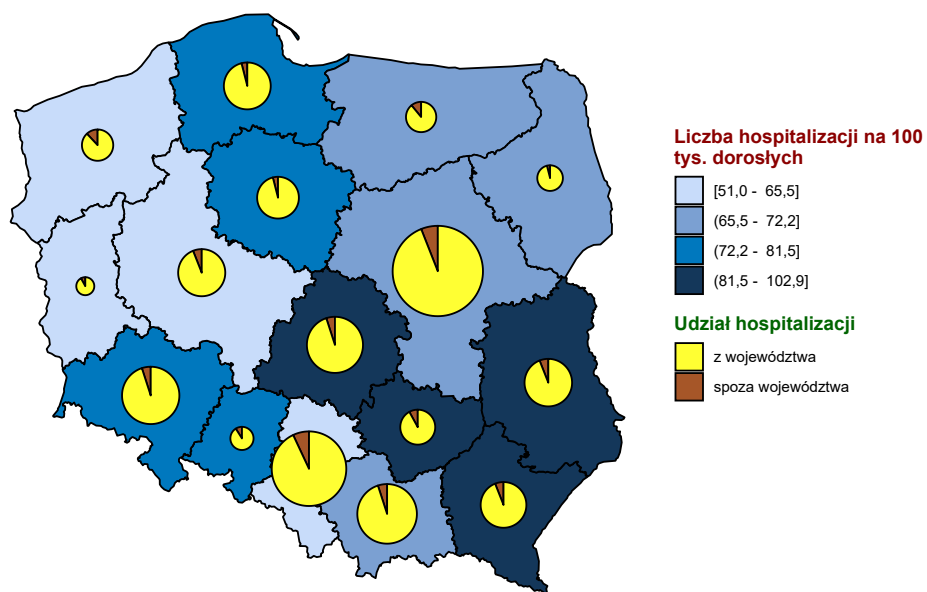 Liczba hospitalizacji na 100
tys. dorosłych
[51,0 - 65,5]
(65,5 - 72,2]
(72,2 - 81,5]
(81,5 - 102,9]
Udział hospitalizacji
z województwa
spoza województwa